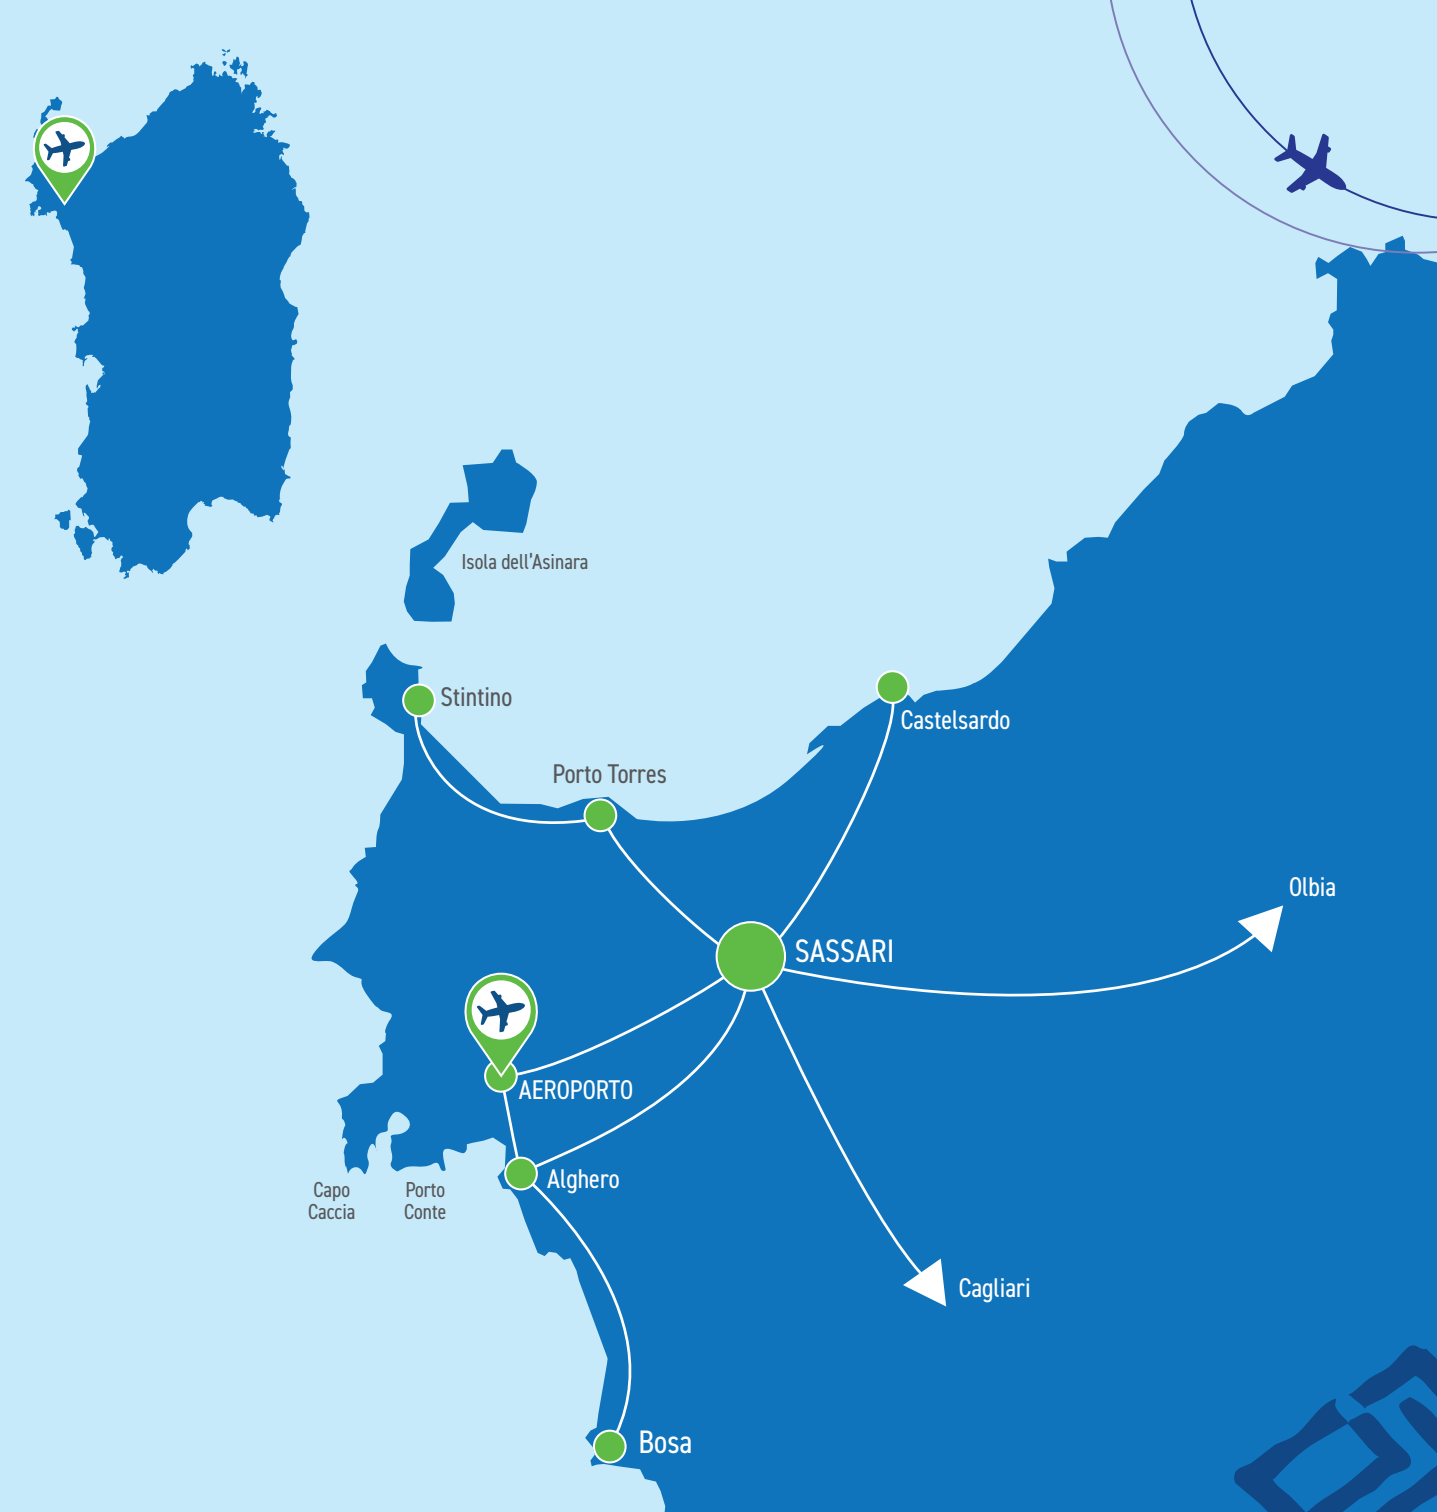 Isola dell'Asinara
Stintino
Castelsardo
Porto Torres
Olbia
SASSARI
AEROPORTO
Alghero
Capo
Caccia
Porto
Conte
Cagliari
Bosa